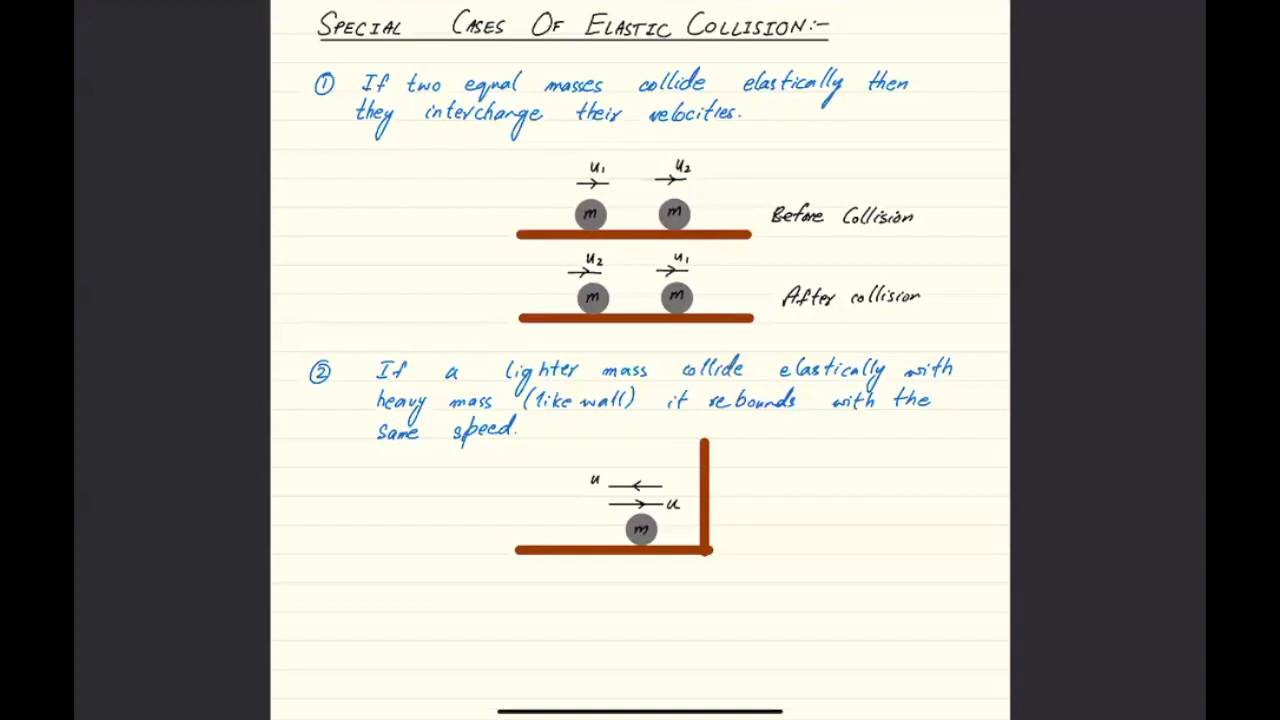 SPECIAL CASES OF ELASTIC COLLISION:-
① If two equal masses collide elastically then
they interchange their velocities.
u₁ u₂
m m Before Collision
u₂ u₁
m m After collision
② If a lighter mass collide elastically with
heavy mass (like wall) it rebounds with the
same speed.
u
u
m